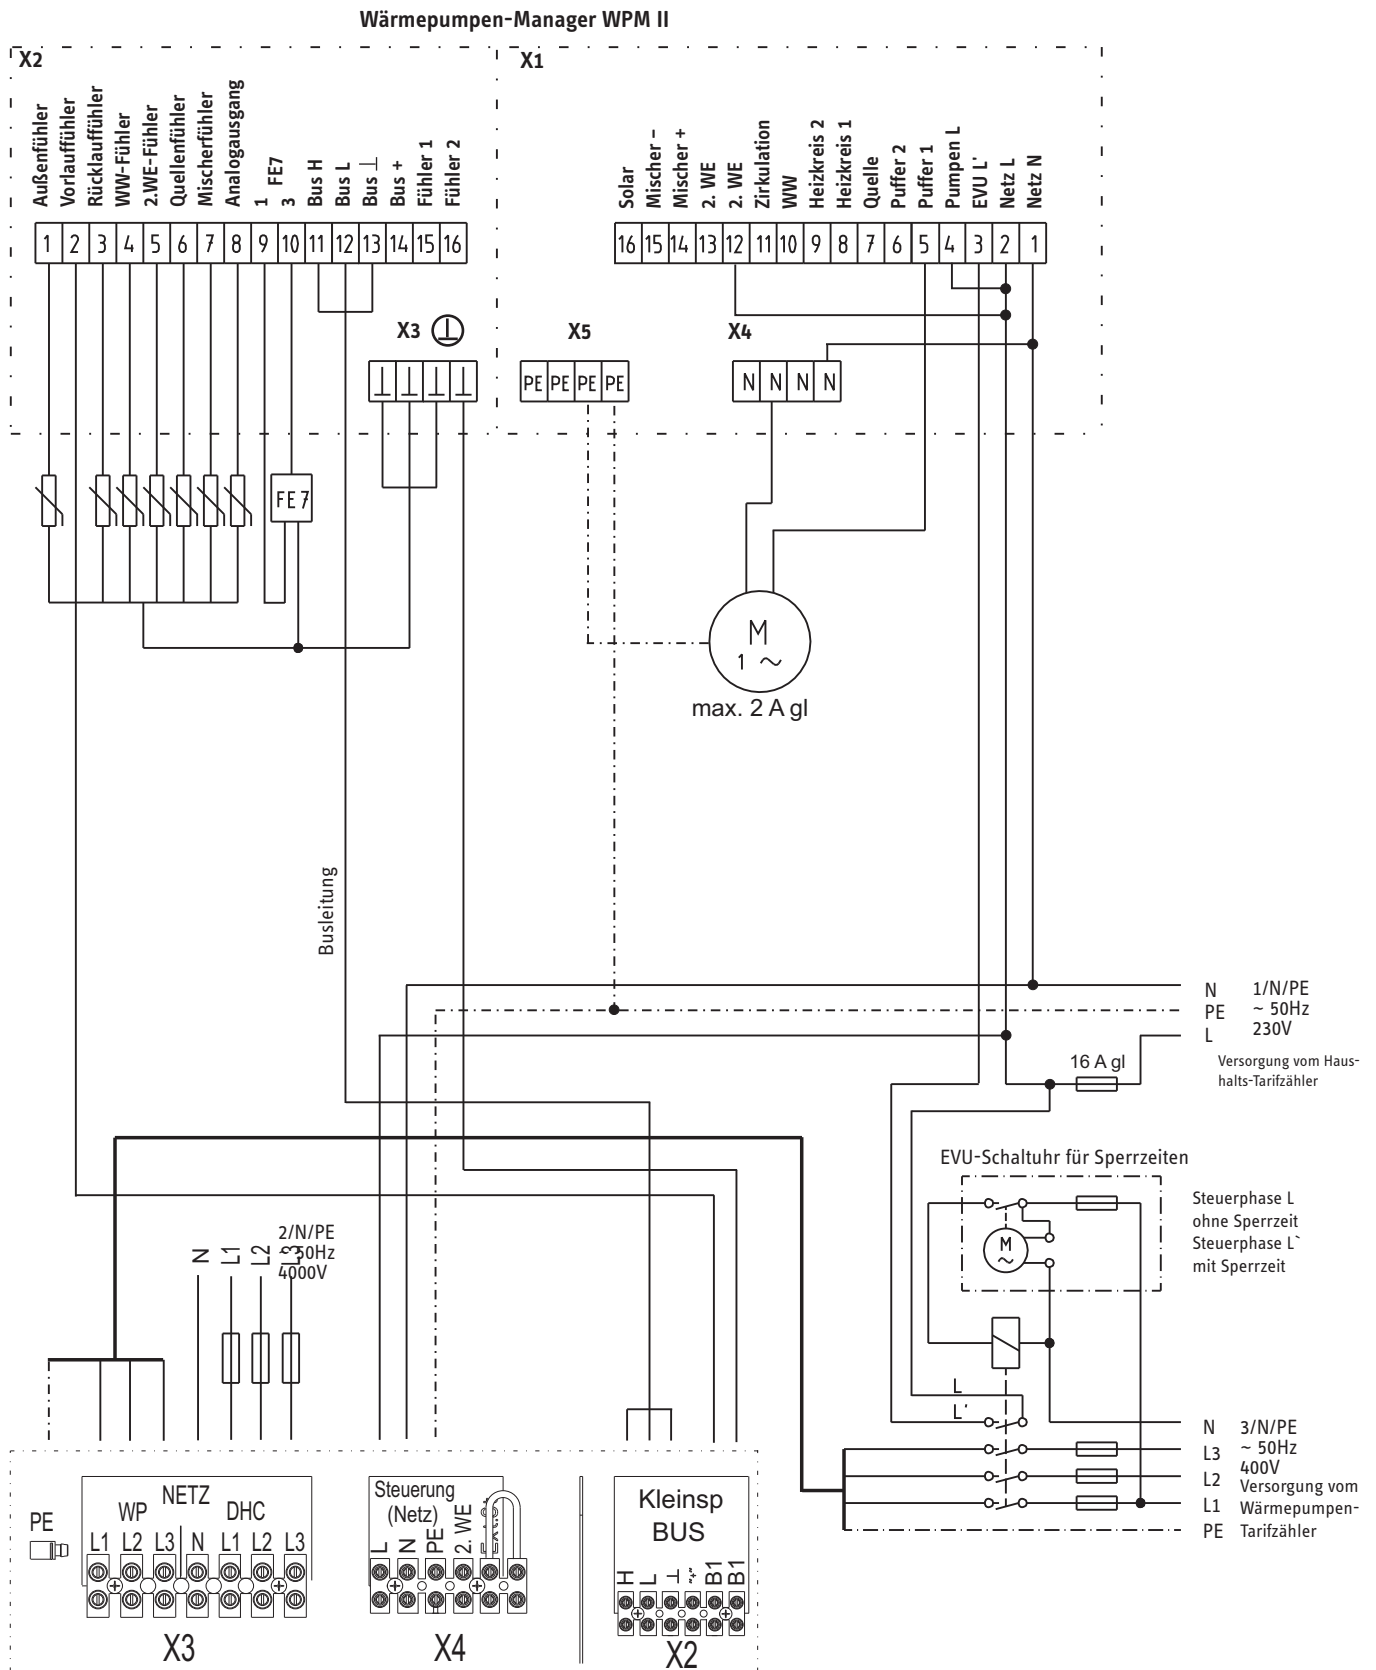 Wärmepumpen-Manager WPM II
X2
X1
Außenfühler
Vorlauffühler
Rücklauffühler
WW-Fühler
2.WE-Fühler
Quellenfühler
Mischerfühler
Analogausgang
1
FE7
3
Bus H
Bus L
Bus ⊥
Bus +
Fühler 1
Fühler 2
1 2 3 4 5 6 7 8 9 10 11 12 13 14 15 16
Solar
Mischer –
Mischer +
2. WE
2. WE
Zirkulation
WW
Heizkreis 2
Heizkreis 1
Quelle
Puffer 2
Puffer 1
Pumpen L
EVU L'
Netz L
Netz N
16 15 14 13 12 11 10 9 8 7 6 5 4 3 2 1
X3
⊥ ⊥ ⊥ ⊥
X5
PE PE PE PE
X4
N N N N
FE7
M
1 ~
max. 2 A gl
Busleitung
N 1/N/PE
PE ~ 50Hz
L 230V
Versorgung vom Haus-
halts-Tarifzähler
16 A gl
EVU-Schaltuhr für Sperrzeiten
M
~
Steuerphase L
ohne Sperrzeit
Steuerphase L`
mit Sperrzeit
N
L1
L2
L3
2/N/PE
~ 50Hz
4000V
L
L'
N 3/N/PE
L3 ~ 50Hz
400V
L2 Versorgung vom
L1 Wärmepumpen-
PE Tarifzähler
PE
NETZ
WP DHC
L1 L2 L3 N L1 L2 L3
X3
Steuerung
(Netz)
L
N
PE
2. WE
X4
Kleinsp
BUS
H
L
⊥
"+"
B1
B1
X2